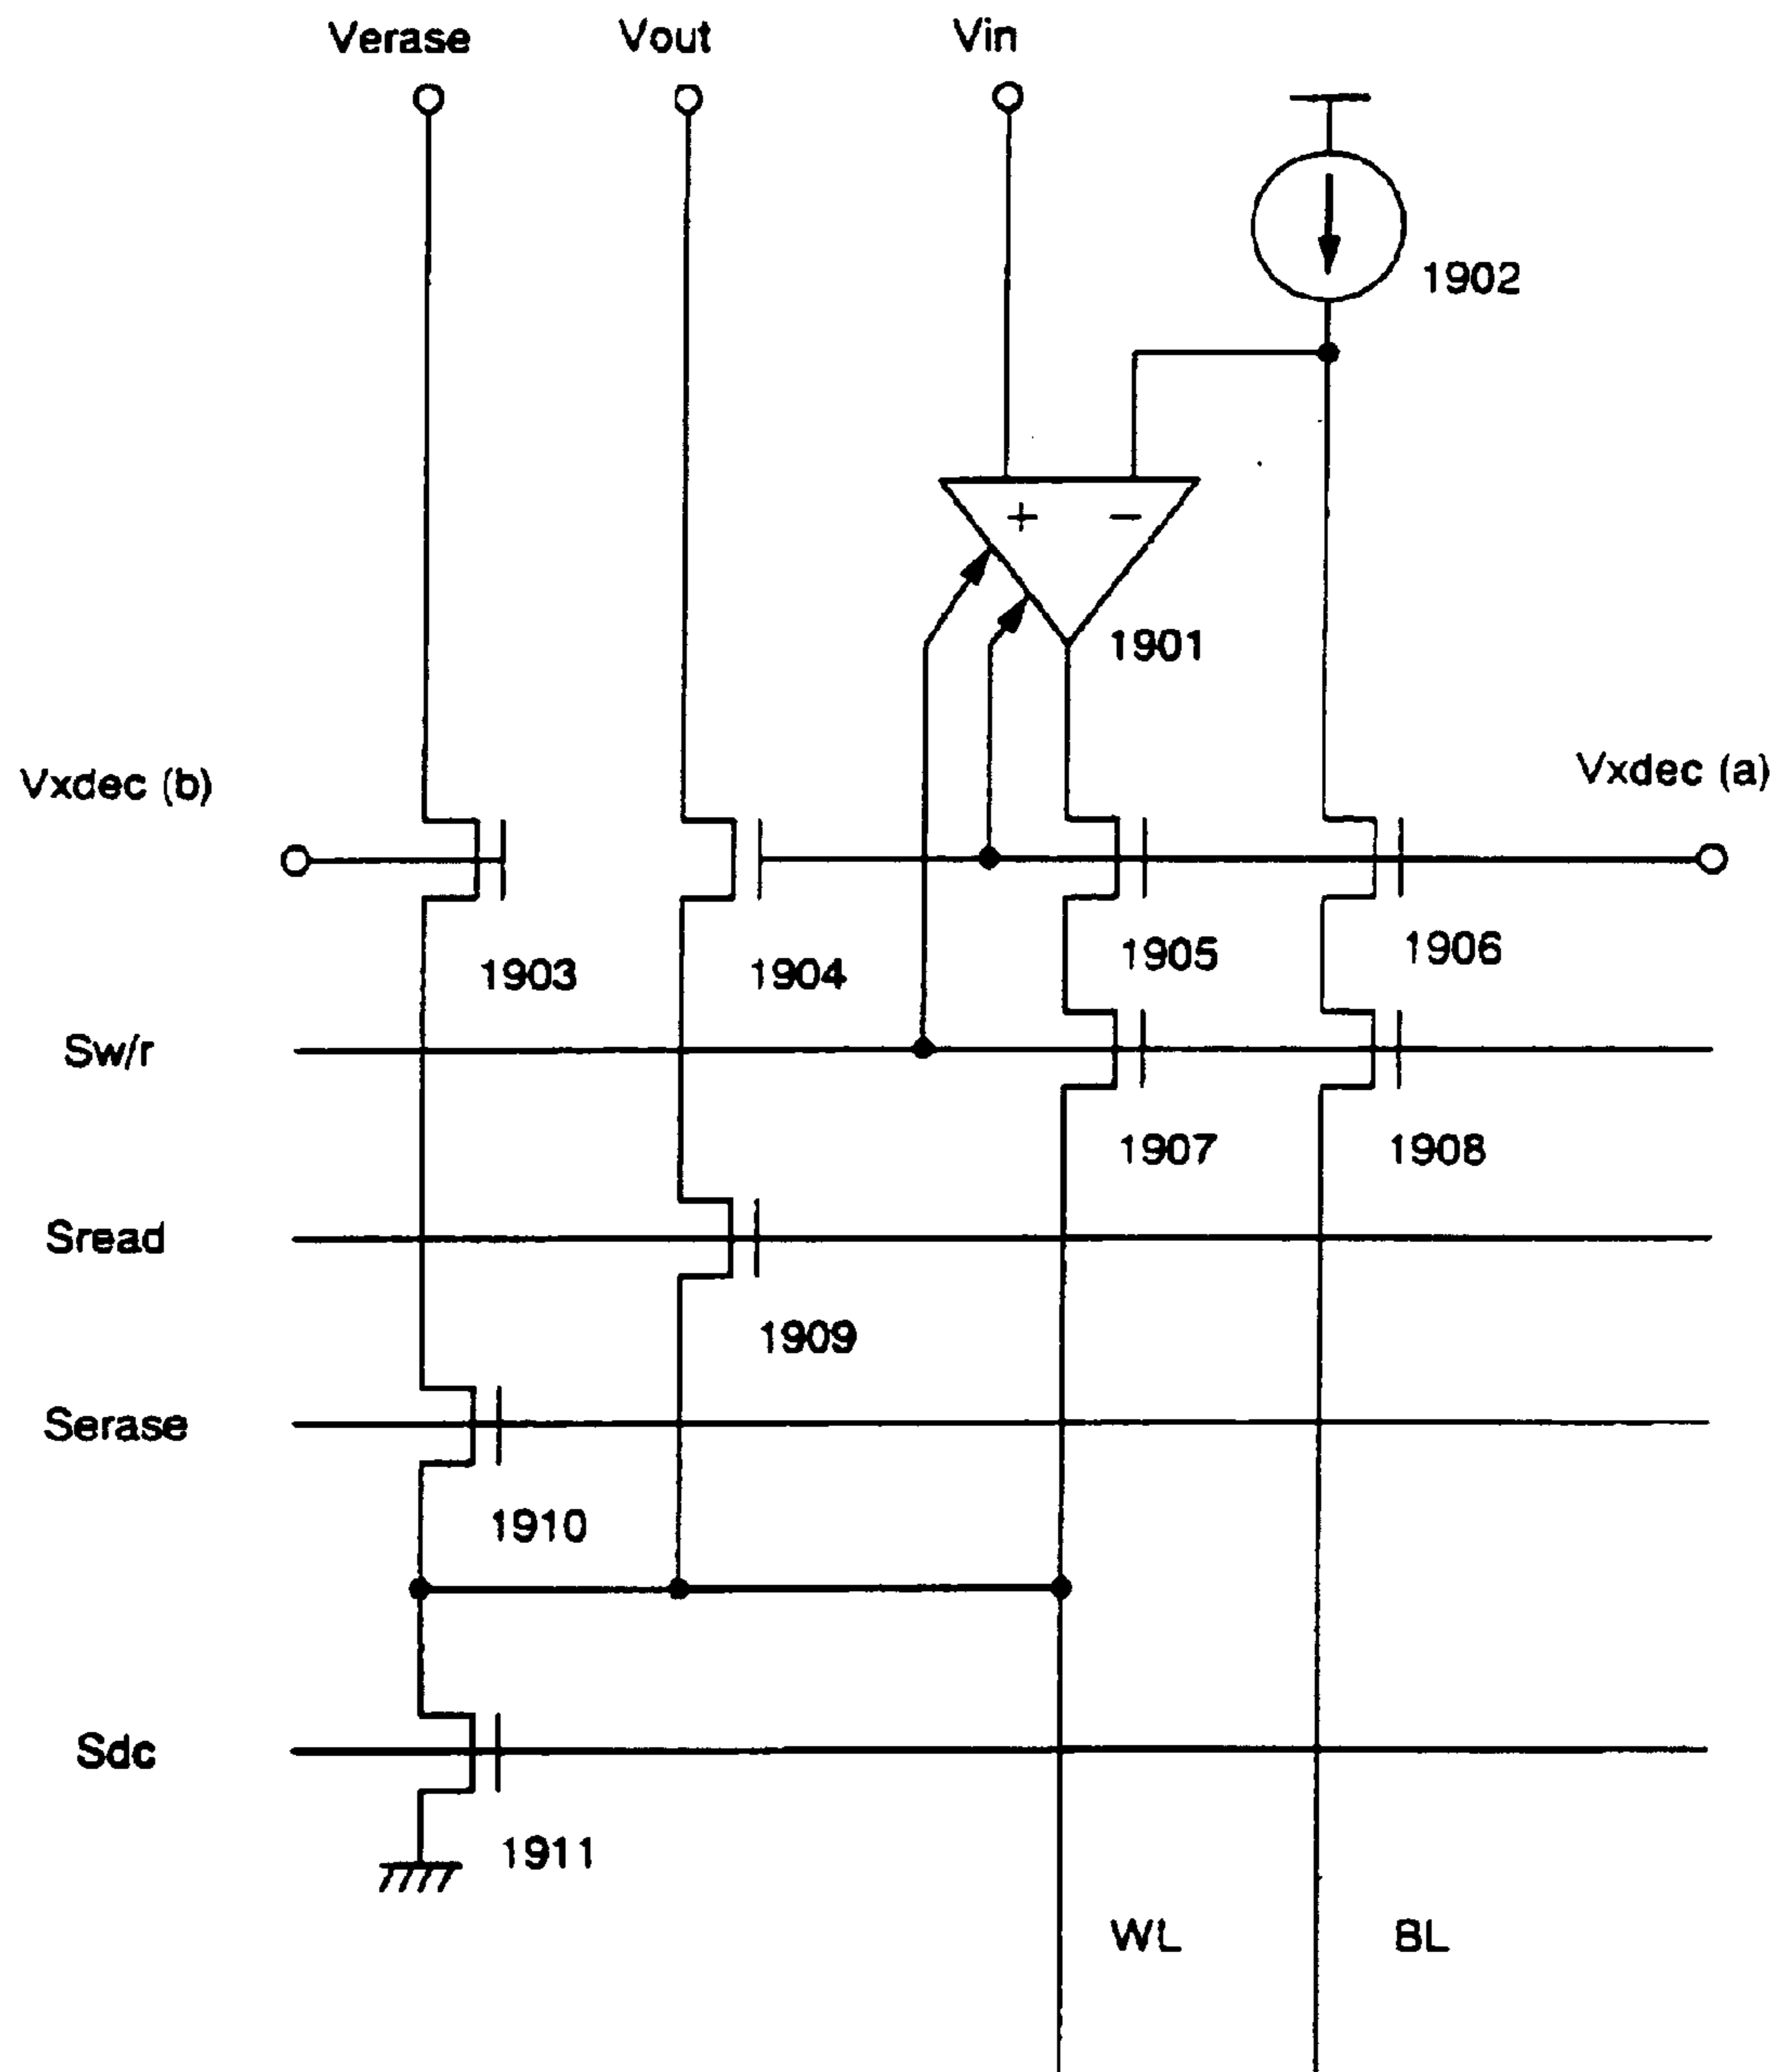 Verase
Vout
Vin
1902
+
−
1901
Vxdec (b)
Vxdec (a)
1903
1904
1905
1906
Sw/r
1907
1908
Sread
1909
Serase
1910
Sdc
1911
WL
BL